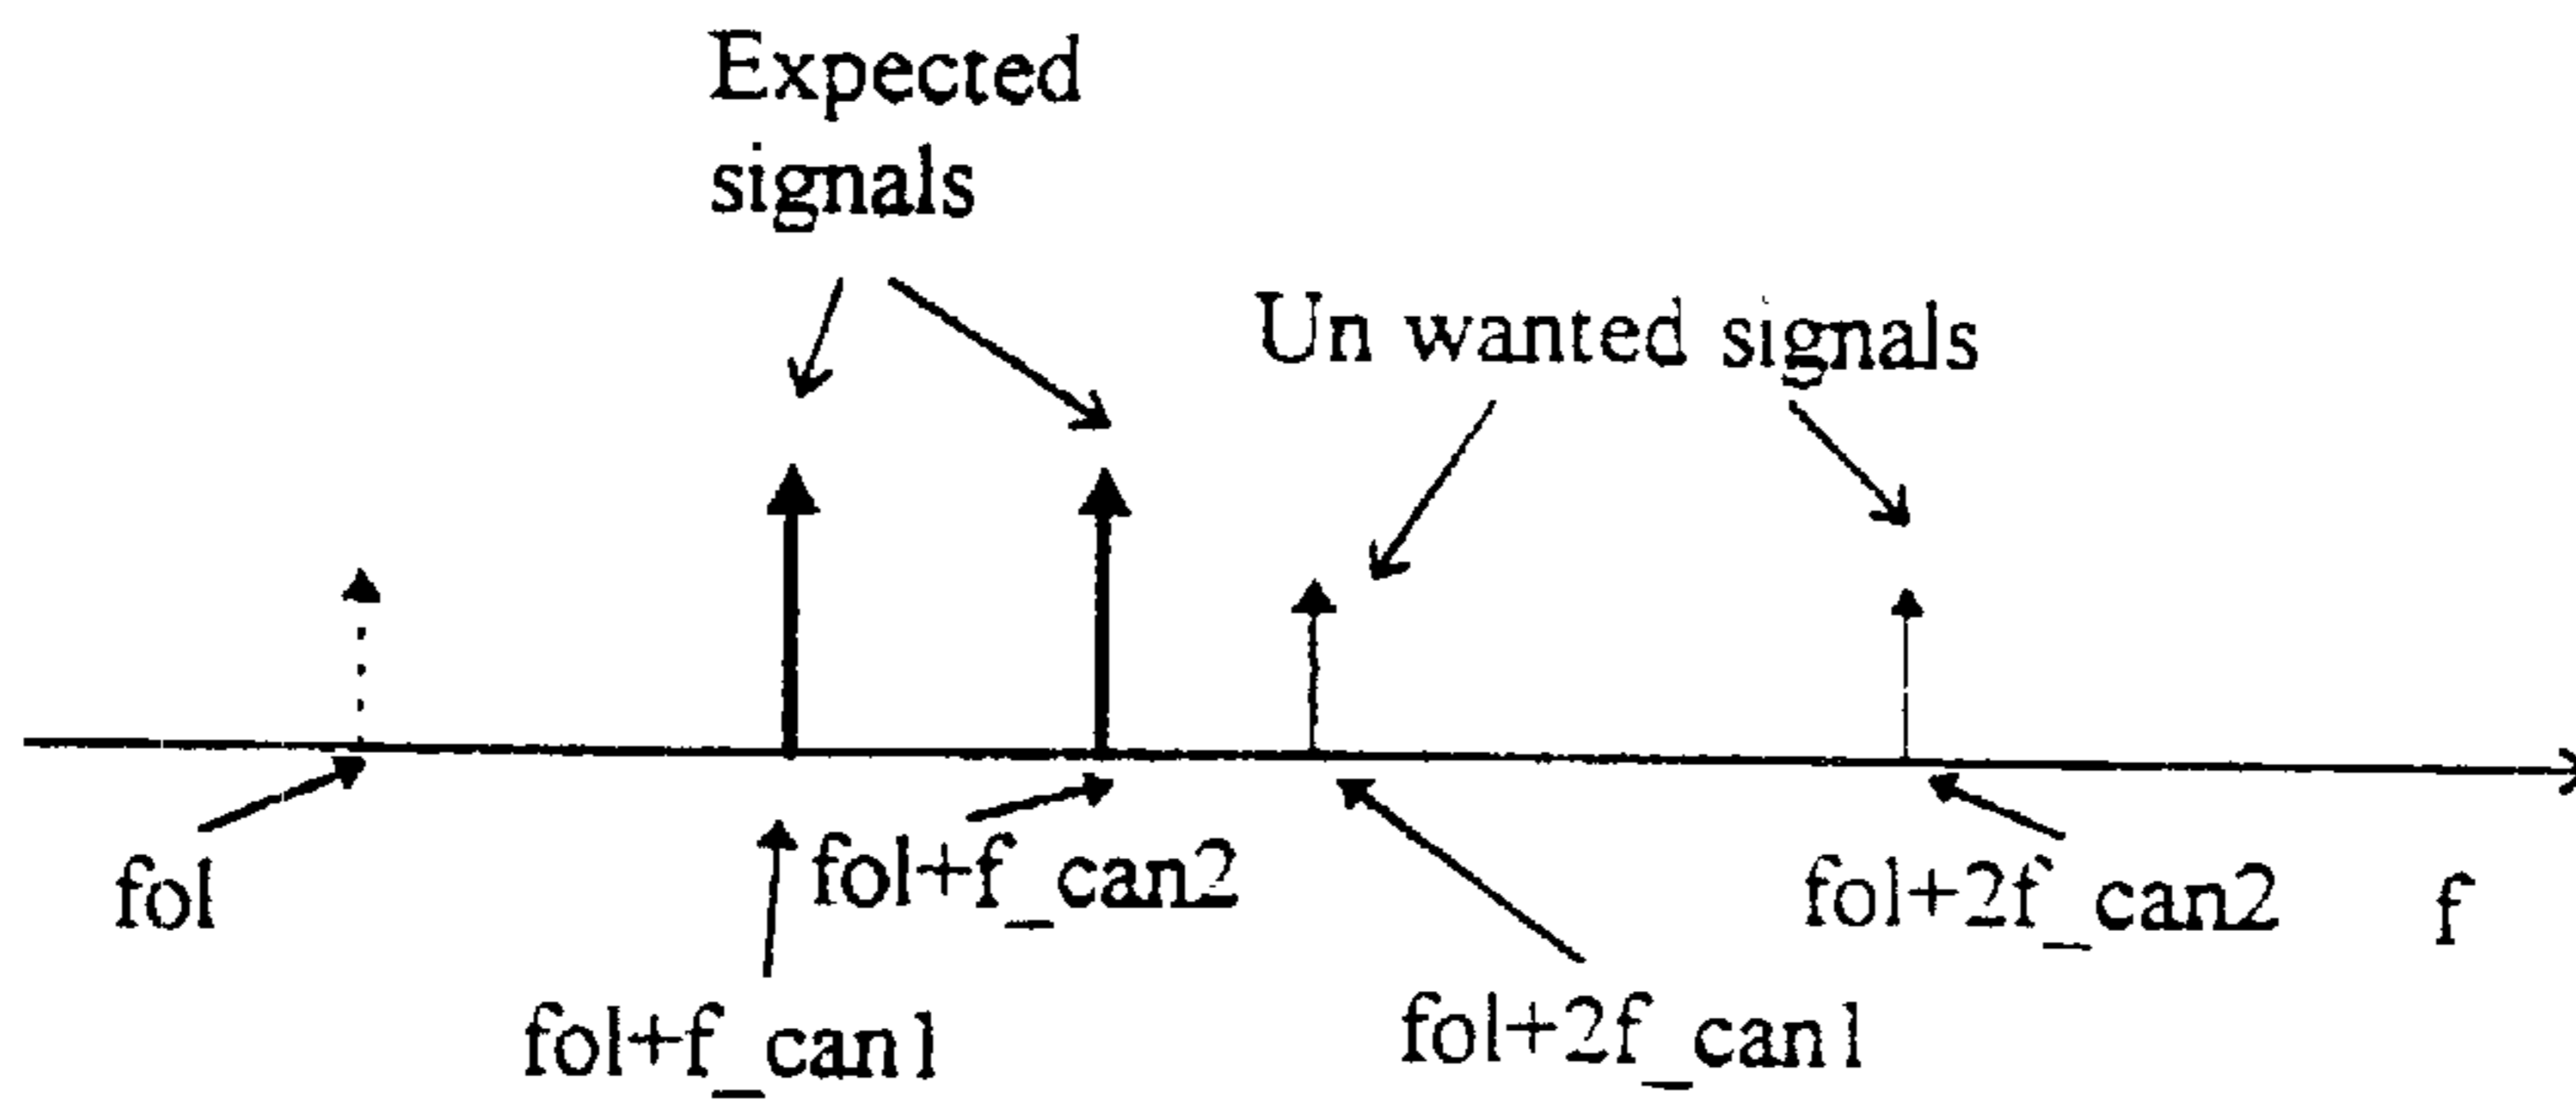 Expected
signals
Un wanted signals
fol
fol+f_can2
fol+2f_can2
f
fol+f_can1
fol+2f_can1